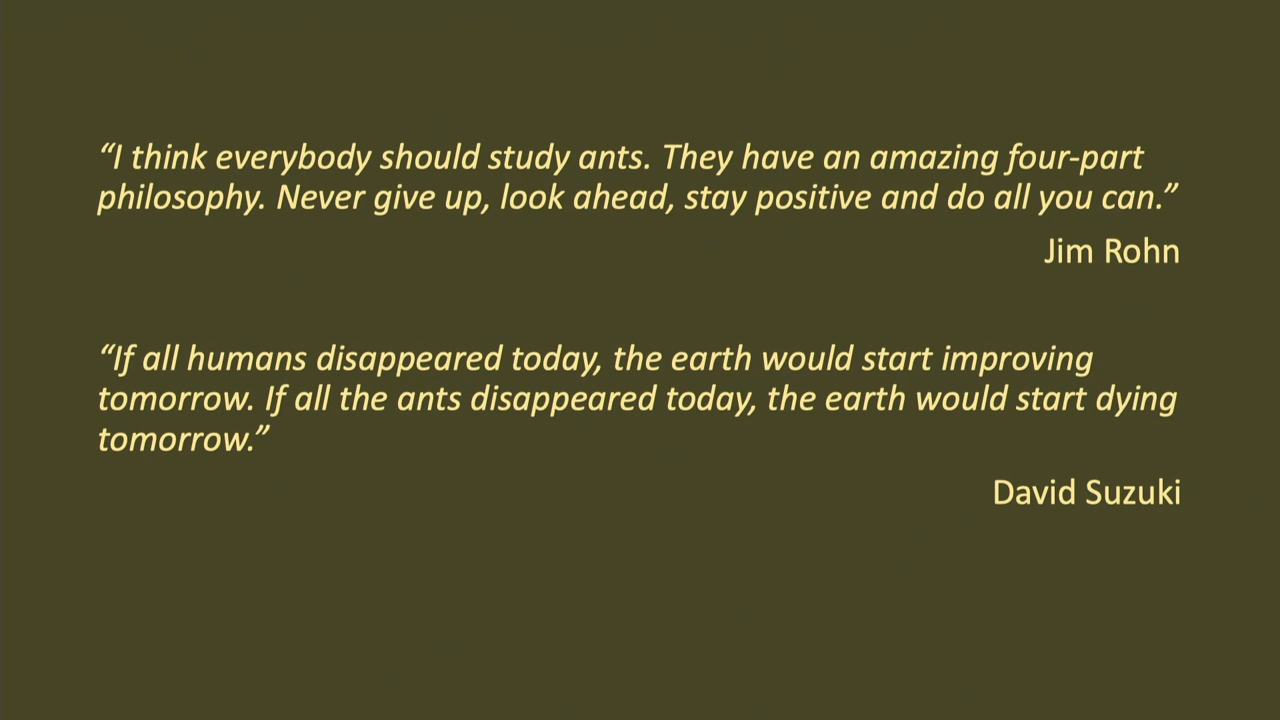 “I think everybody should study ants. They have an amazing four-part
philosophy. Never give up, look ahead, stay positive and do all you can.”
Jim Rohn
“If all humans disappeared today, the earth would start improving
tomorrow. If all the ants disappeared today, the earth would start dying
tomorrow.”
David Suzuki